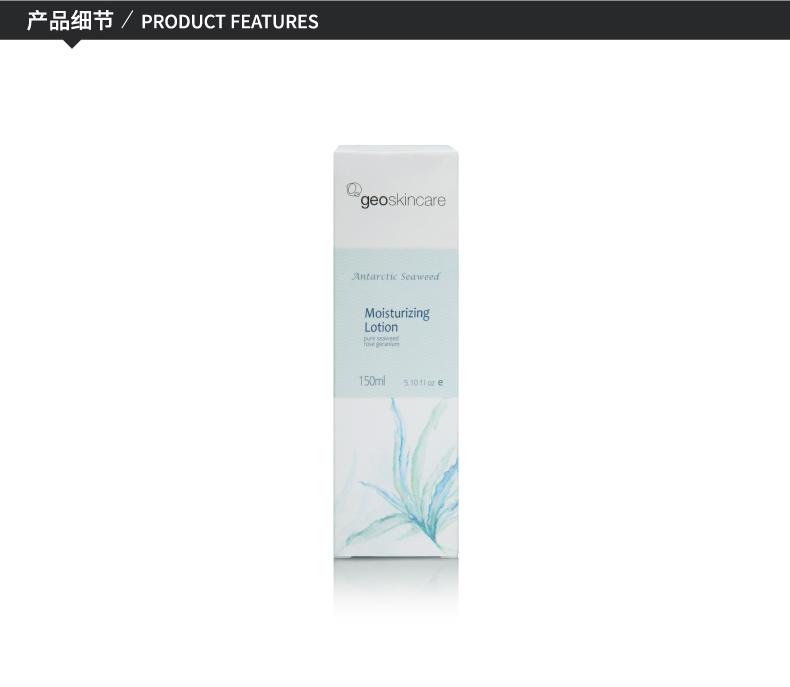 产品细节 / PRODUCT FEATURES
geoskincare
Antarctic Seaweed
Moisturizing
Lotion
pure seaweed
rose geranium
150ml 5.10 fl oz e